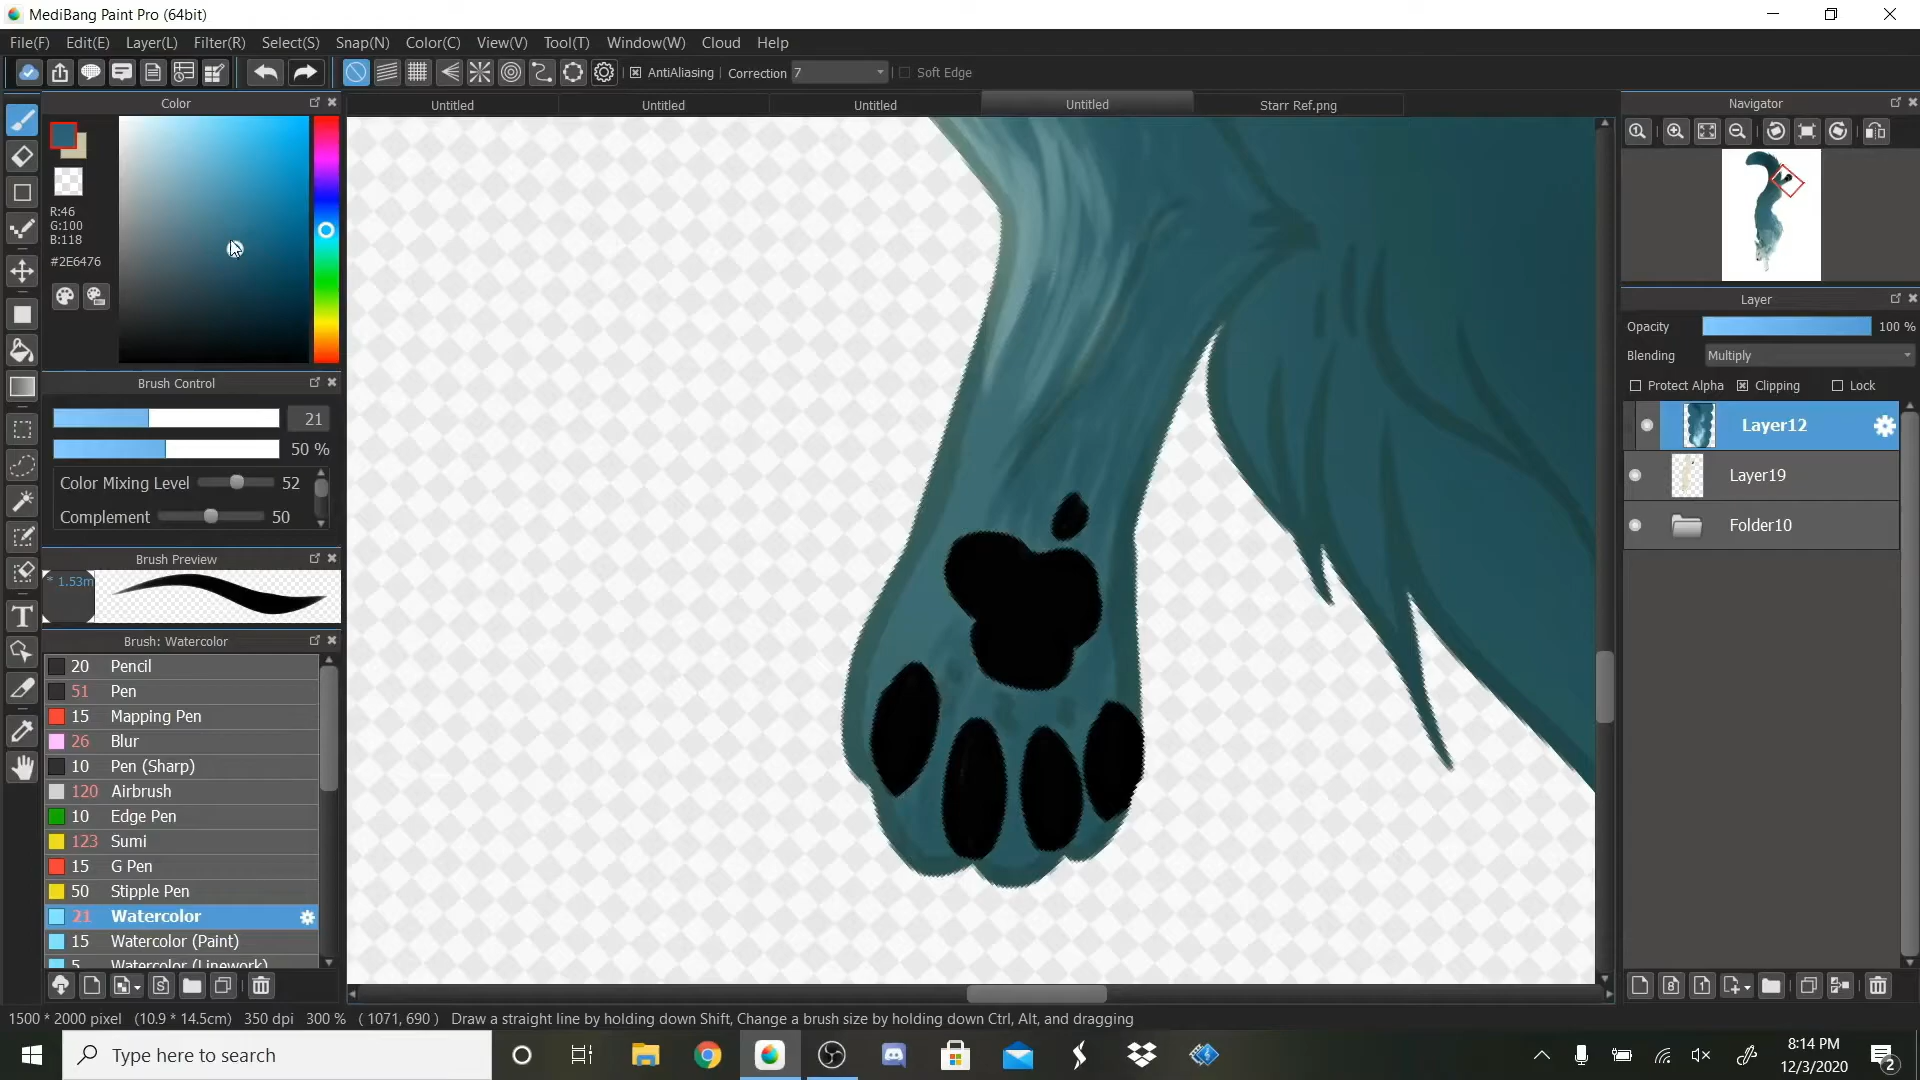 MediBang Paint Pro (64bit)
File(F) Edit(E) Layer(L) Filter(R) Select(S) Snap(N) Color(C) View(V) Tool(T) Window(W) Cloud Help
AntiAliasing Correction 7 Soft Edge
Color
Untitled Untitled Untitled Untitled Starr Ref.png
Navigator
R:46
G:100
B:118
#2E6476
Layer
Opacity 100 %
Blending Multiply
Protect Alpha Clipping Lock
Layer12
Layer19
Folder10
Brush Control
21
50 %
Color Mixing Level 52
Complement 50
Brush Preview
* 1.53m
Brush: Watercolor
20 Pencil
51 Pen
15 Mapping Pen
26 Blur
10 Pen (Sharp)
120 Airbrush
10 Edge Pen
123 Sumi
15 G Pen
50 Stipple Pen
21 Watercolor
15 Watercolor (Paint)
5 Watercolor (Linework)
1500 * 2000 pixel (10.9 * 14.5cm) 350 dpi 300 % ( 1071, 690 ) Draw a straight line by holding down Shift, Change a brush size by holding down Ctrl, Alt, and dragging
Type here to search
8:14 PM
12/3/2020
2